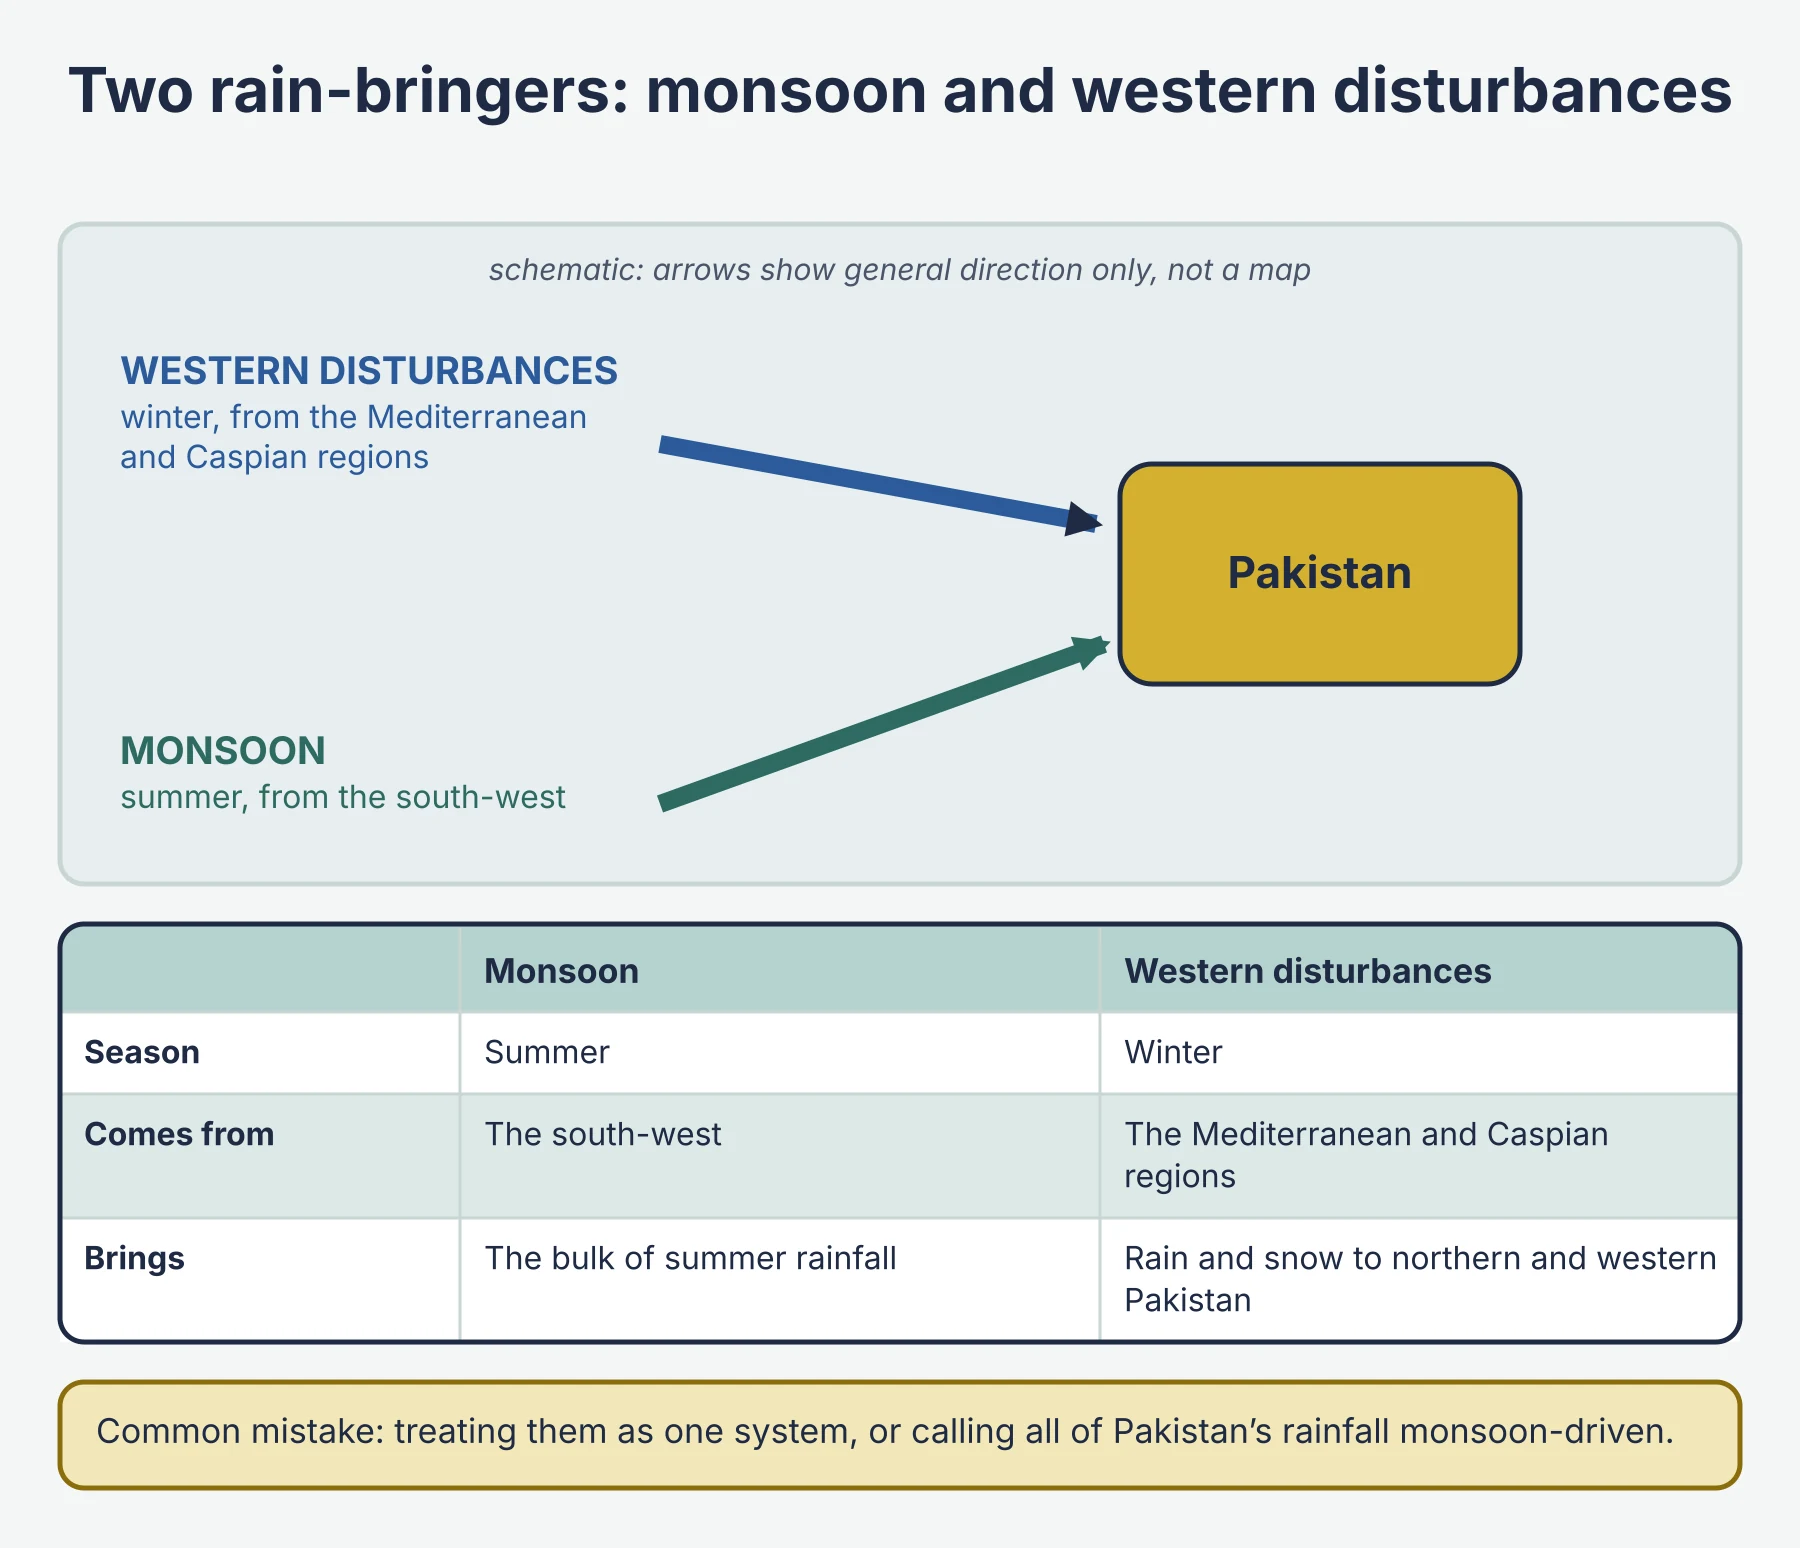 Two rain-bringers: monsoon and western disturbances
schematic: arrows show general direction only, not a map
WESTERN DISTURBANCES
winter, from the Mediterranean
and Caspian regions
Pakistan
MONSOON
summer, from the south-west
Monsoon
Western disturbances
Season
Summer
Winter
Comes from
The south-west
The Mediterranean and Caspian
regions
Brings
The bulk of summer rainfall
Rain and snow to northern and western
Pakistan
Common mistake: treating them as one system, or calling all of Pakistan’s rainfall monsoon-driven.